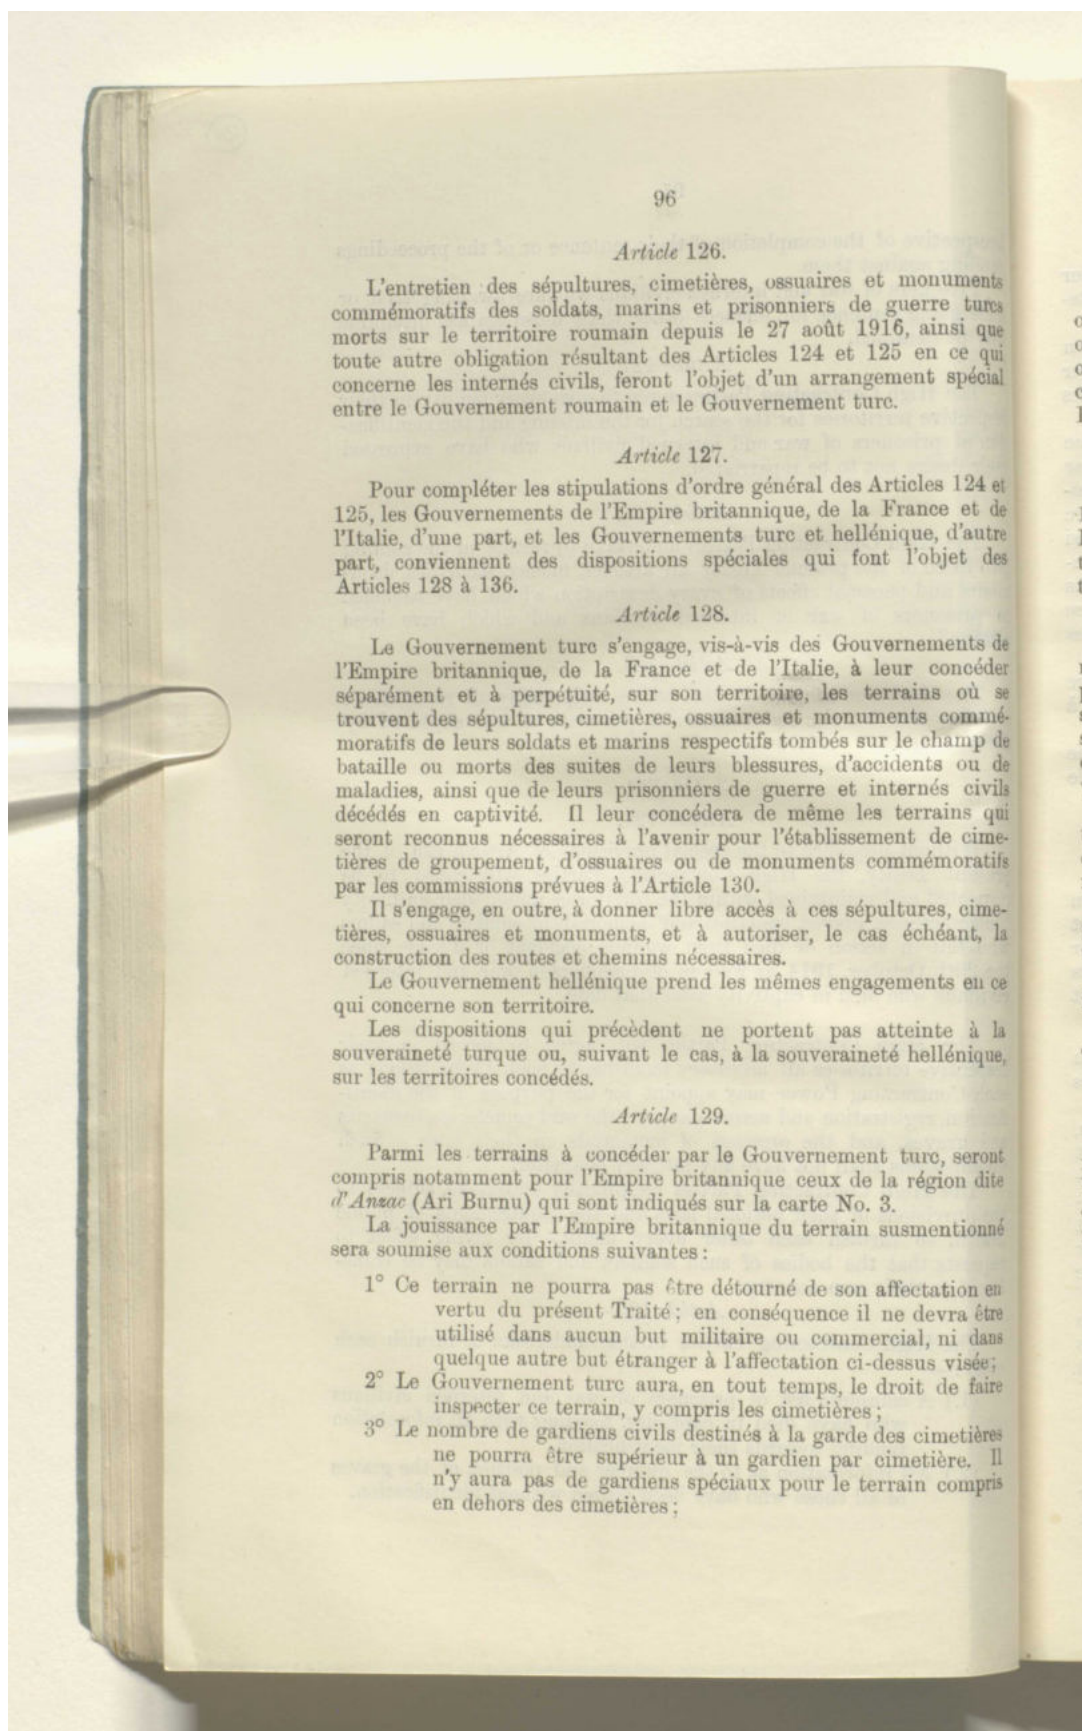 96
Article 126.
L'entretien des sépultures, cimetières, ossuaires et monuments
commémoratifs des soldats, marins et prisonniers de guerre turcs
morts sur le territoire roumain depuis le 27 août 1916, ainsi que
toute autre obligation résultant des Articles 124 et 125 en ce qui
concerne les internés civils, feront l'objet d'un arrangement spécial
entre le Gouvernement roumain et le Gouvernement turc.
Article 127.
Pour compléter les stipulations d'ordre général des Articles 124 et
125, les Gouvernements de l'Empire britannique, de la France et de
l'Italie, d'une part, et les Gouvernements turc et hellénique, d'autre
part, conviennent des dispositions spéciales qui font l'objet des
Articles 128 à 136.
Article 128.
Le Gouvernement turc s'engage, vis-à-vis des Gouvernements de
l'Empire britannique, de la France et de l'Italie, à leur concéder
séparément et à perpétuité, sur son territoire, les terrains où se
trouvent des sépultures, cimetières, ossuaires et monuments commé-
moratifs de leurs soldats et marins respectifs tombés sur le champ de
bataille ou morts des suites de leurs blessures, d'accidents ou de
maladies, ainsi que de leurs prisonniers de guerre et internés civils
décédés en captivité. Il leur concédera de même les terrains qui
seront reconnus nécessaires à l'avenir pour l'établissement de cime-
tières de groupement, d'ossuaires ou de monuments commémoratifs
par les commissions prévues à l'Article 130.
Il s'engage, en outre, à donner libre accès à ces sépultures, cime-
tières, ossuaires et monuments, et à autoriser, le cas échéant, la
construction des routes et chemins nécessaires.
Le Gouvernement hellénique prend les mêmes engagements en ce
qui concerne son territoire.
Les dispositions qui précèdent ne portent pas atteinte à la
souveraineté turque ou, suivant le cas, à la souveraineté hellénique,
sur les territoires concédés.
Article 129.
Parmi les terrains à concéder par le Gouvernement turc, seront
compris notamment pour l'Empire britannique ceux de la région dite
d'Anzac (Ari Burnu) qui sont indiqués sur la carte No. 3.
La jouissance par l'Empire britannique du terrain susmentionné
sera soumise aux conditions suivantes :
1° Ce terrain ne pourra pas être détourné de son affectation en
vertu du présent Traité ; en conséquence il ne devra être
utilisé dans aucun but militaire ou commercial, ni dans
quelque autre but étranger à l'affectation ci-dessus visée ;
2° Le Gouvernement turc aura, en tout temps, le droit de faire
inspecter ce terrain, y compris les cimetières ;
3° Le nombre de gardiens civils destinés à la garde des cimetières
ne pourra être supérieur à un gardien par cimetière. Il
n'y aura pas de gardiens spéciaux pour le terrain compris
en dehors des cimetières ;